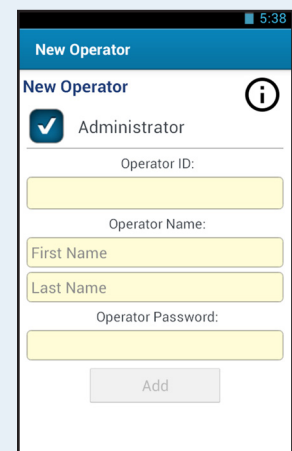 5:38
New Operator
New Operator
Administrator
Operator ID:
Operator Name:
First Name
Last Name
Operator Password:
Add